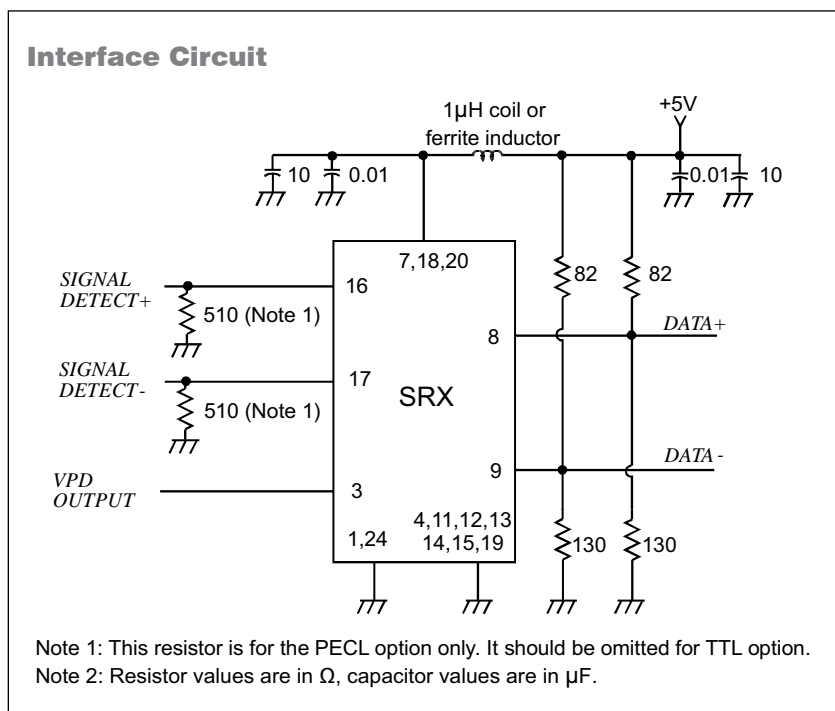 Interface Circuit
1µH coil or
ferrite inductor
+5V
10
0.01
0.01
10
7,18,20
82
82
SIGNAL
DETECT+
16
510 (Note 1)
8
DATA+
SIGNAL
DETECT-
17
510 (Note 1)
SRX
9
DATA -
VPD
OUTPUT
3
1,24
4,11,12,13
14,15,19
130
130
Note 1: This resistor is for the PECL option only. It should be omitted for TTL option.
Note 2: Resistor values are in Ω, capacitor values are in µF.